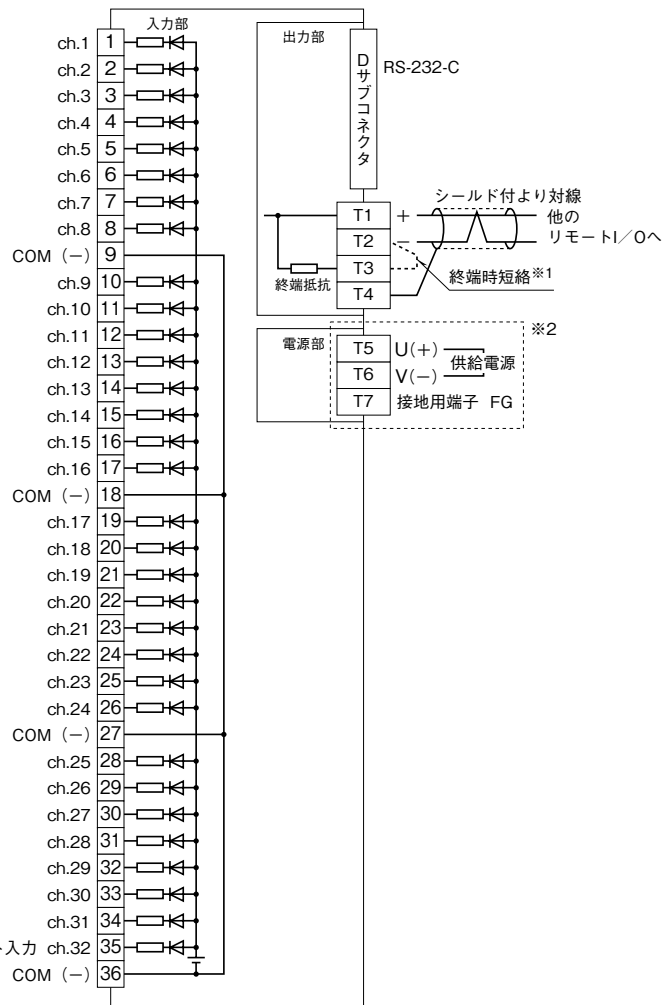 入力部
ch.1 1
ch.2 2
ch.3 3
ch.4 4
ch.5 5
ch.6 6
ch.7 7
ch.8 8
COM（−） 9
ch.9 10
ch.10 11
ch.11 12
ch.12 13
ch.13 14
ch.14 15
ch.15 16
ch.16 17
COM（−） 18
ch.17 19
ch.18 20
ch.19 21
ch.20 22
ch.21 23
ch.22 24
ch.23 25
ch.24 26
COM（−） 27
ch.25 28
ch.26 29
ch.27 30
ch.28 31
ch.29 32
ch.30 33
ch.31 34
入力 ch.32 35
COM（−） 36
出力部
Dサブコネクタ
RS-232-C
シールド付より対線
T1 +
T2 −
T3
T4
他の
リモートI／Oへ
終端抵抗
終端時短絡※1
電源部
※2
T5 U(+)
T6 V(−)
供給電源
T7 接地用端子 FG